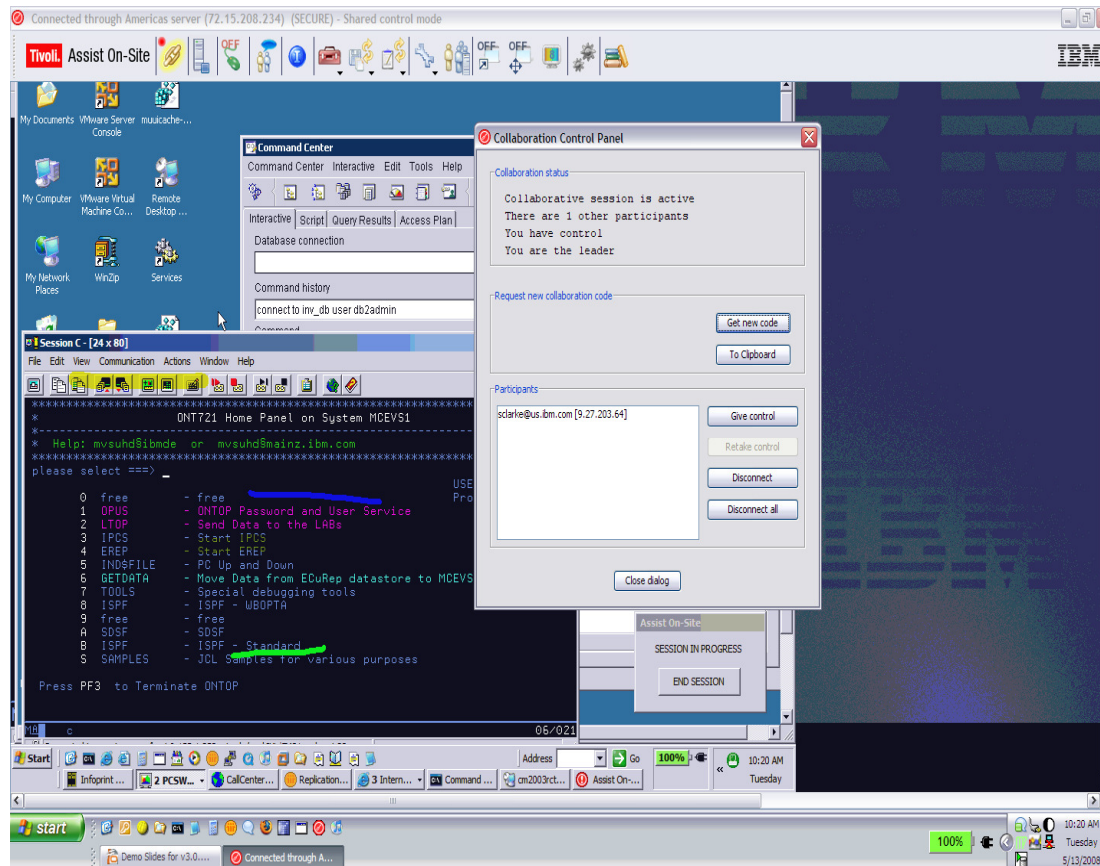 Connected through Americas server (72.15.208.234) (SECURE) - Shared control mode
Tivoli. Assist On-Site
OFF
OFF OFF
IBM
My Documents
VMware Server Console
muuicache-...
My Computer
VMware Virtual Machine Co...
Remote Desktop ...
My Network Places
WinZip
Services
Command Center
Command Center Interactive Edit Tools Help
Interactive Script Query Results Access Plan
Database connection
Command history
connect to inv_db user db2admin
Command
Collaboration Control Panel
Collaboration status
Collaborative session is active
There are 1 other participants
You have control
You are the leader
Request new collaboration code
Get new code
To Clipboard
Participants
sclarke@us.ibm.com [9.27.203.64]
Give control
Retake control
Disconnect
Disconnect all
Close dialog
Session C - [24 x 80]
File Edit View Communication Actions Window Help
ONT721 Home Panel on System MCEVS1
* Help: mvsuhd§ibmde or mvsuhd§mainz.ibm.com
please select ===> _
USE
0 free - free Pro
1 OPUS - ONTOP Password and User Service
2 LTOP - Send Data to the LABs
3 IPCS - Start IPCS
4 EREP - Start EREP
5 IND$FILE - PC Up and Down
6 GETDATA - Move Data from ECuRep datastore to MCEVS
7 TOOLS - Special debugging tools
8 ISPF - ISPF - WBOPTA
9 free - free
A SDSF - SDSF
B ISPF - ISPF - Standard
S SAMPLES - JCL Samples for various purposes
Press PF3 to Terminate ONTOP
MA c 06/021
Assist On-Site
SESSION IN PROGRESS
END SESSION
Start
Address
Go
100%
10:20 AM
Tuesday
Infoprint ...
2 PCSW...
CallCenter...
Replication...
3 Intern...
Command ...
cm2003rct...
Assist On-...
start
100%
10:20 AM
Tuesday
5/13/2008
Demo Slides for v3.0....
Connected through A...